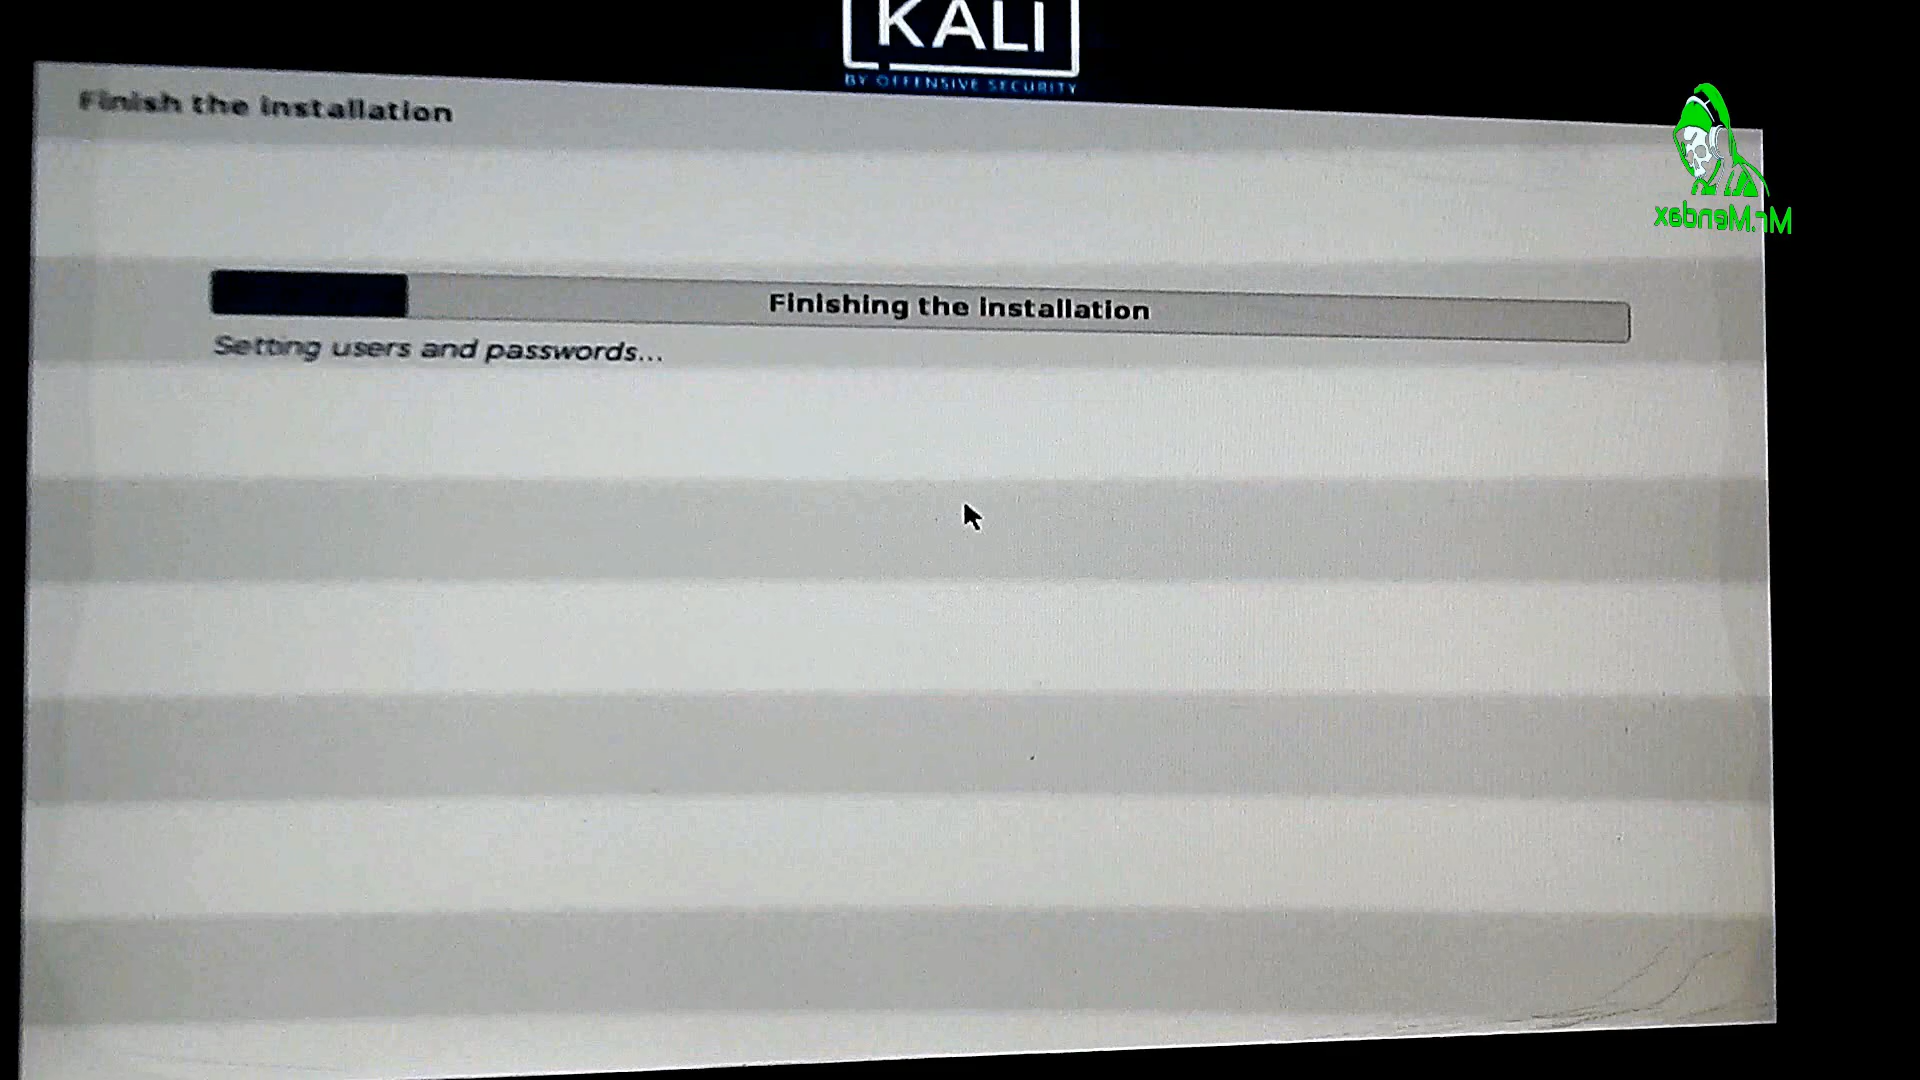 KALI
BY OFFENSIVE SECURITY
Finish the installation
Mr.Mendax
Finishing the installation
Setting users and passwords...